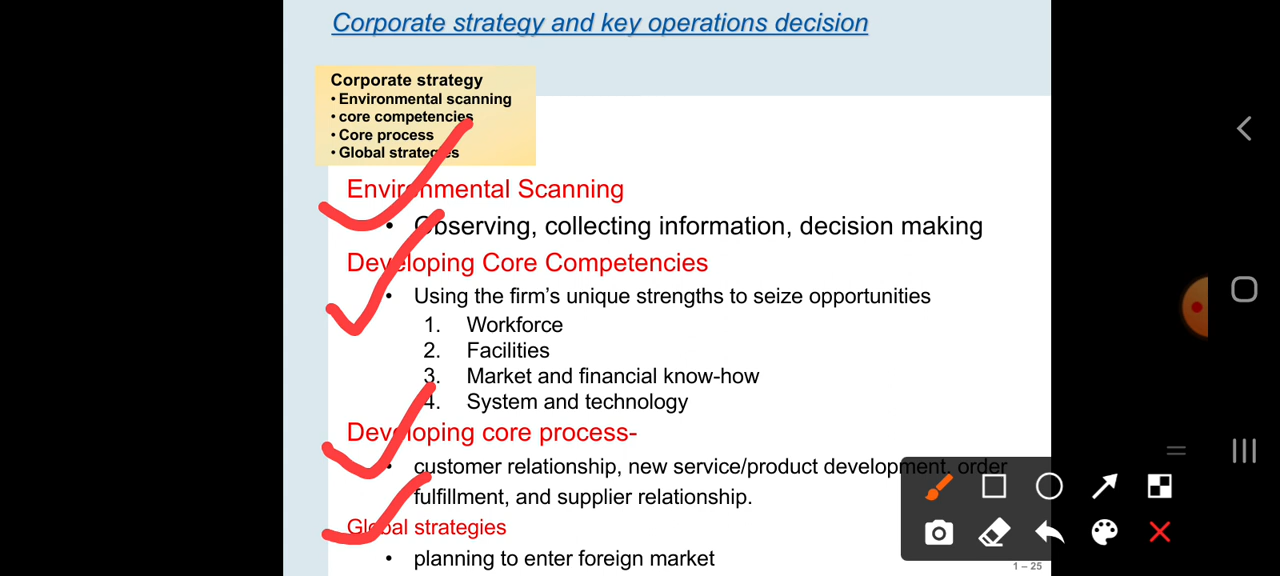 Corporate strategy and key operations decision
Corporate strategy
• Environmental scanning
• core competencies
• Core process
• Global strategies
Environmental Scanning
• Observing, collecting information, decision making
Developing Core Competencies
• Using the firm's unique strengths to seize opportunities
1. Workforce
2. Facilities
3. Market and financial know-how
4. System and technology
Developing core process-
• customer relationship, new service/product development, order
fulfillment, and supplier relationship.
Global strategies
• planning to enter foreign market
1 – 25